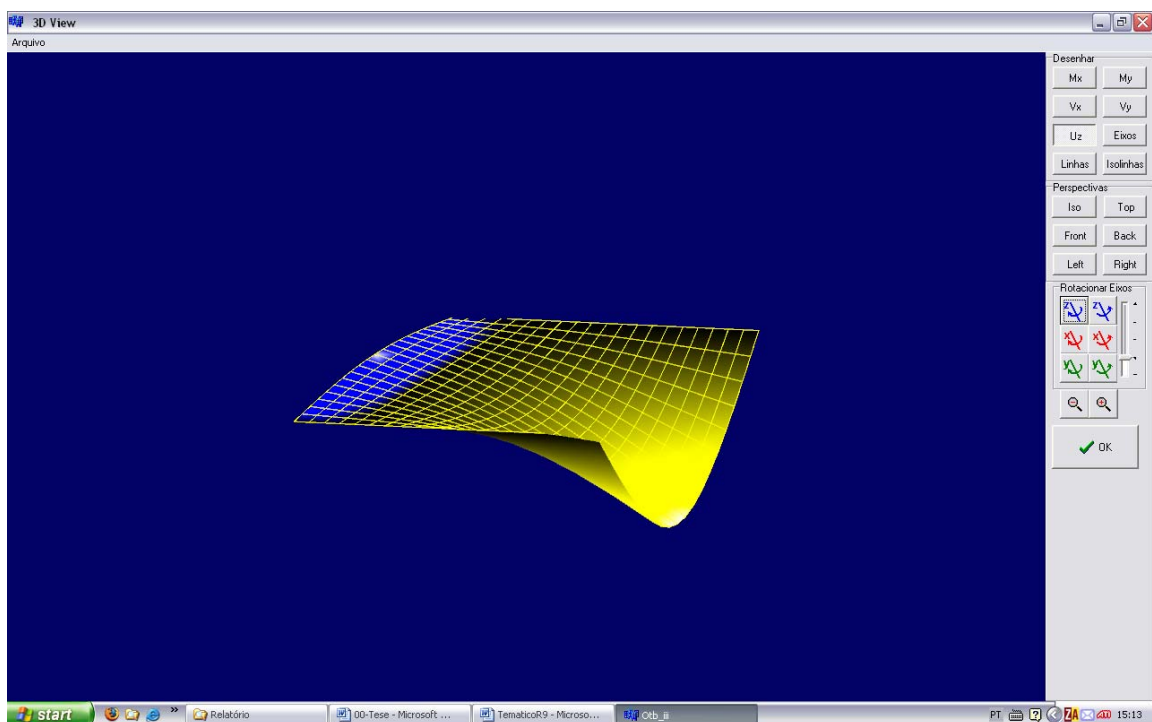 3D View
Arquivo
Desenhar
Mx My
Vx Vy
Uz Eixos
Linhas Isolinhas
Perspectivas
Iso Top
Front Back
Left Right
Rotacionar Eixos
z z
x x
y y
OK
start » Relatório 00-Tese - Microsoft ... TematicoR9 - Microso... Otb_iii PT ZA 15:13